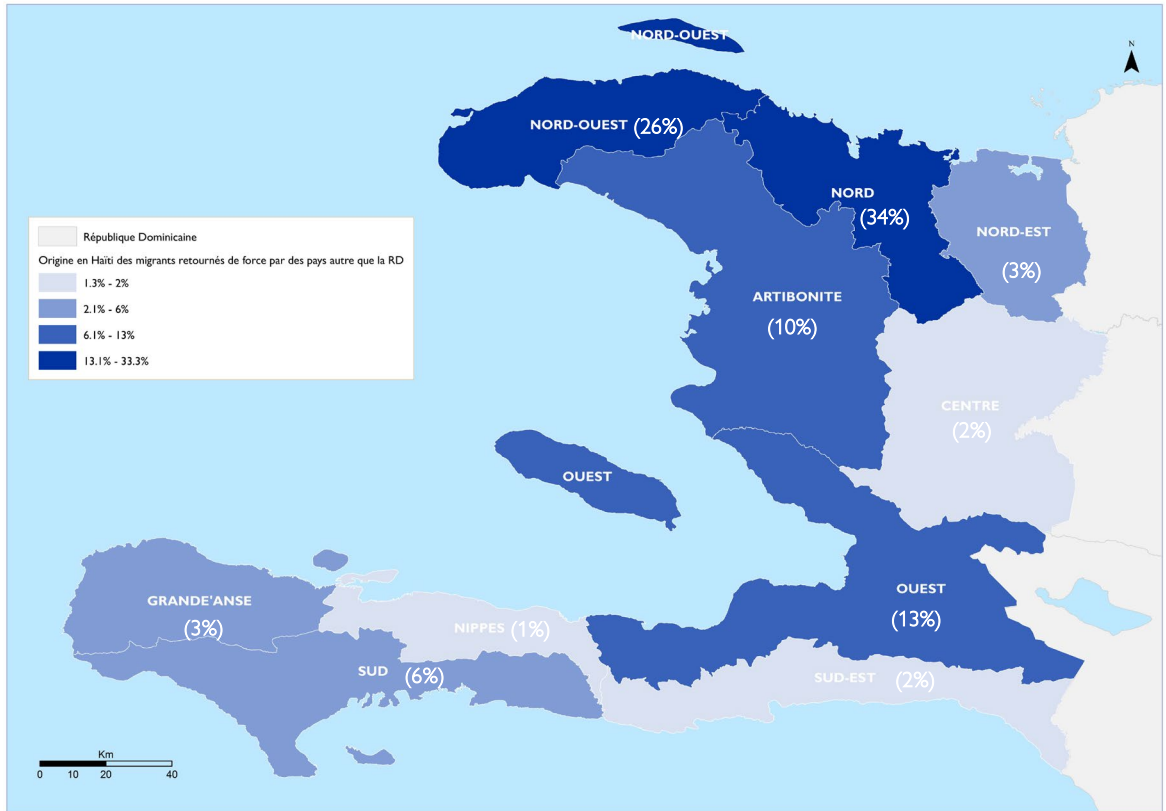 NORD-OUEST
N
NORD-OUEST (26%)
NORD
(34%)
NORD-EST
(3%)
République Dominicaine
Origine en Haïti des migrants retournés de force par des pays autre que la RD
1.3% - 2%
2.1% - 6%
6.1% - 13%
13.1% - 33.3%
ARTIBONITE
(10%)
CENTRE
(2%)
OUEST
OUEST
(13%)
GRANDE'ANSE
(3%)
NIPPES (1%)
SUD (6%)
SUD-EST (2%)
Km
0 10 20 40